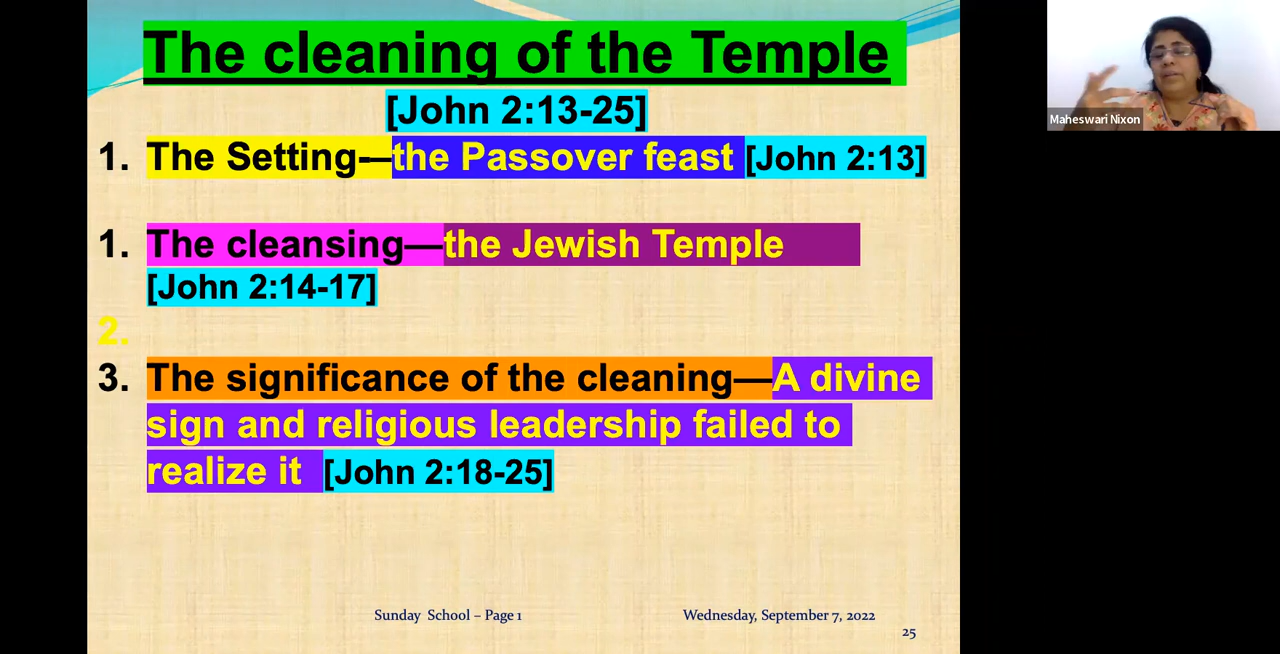 The cleaning of the Temple
[John 2:13-25]
Maheswari Nixon
1. The Setting-—the Passover feast [John 2:13]
1. The cleansing—the Jewish Temple
[John 2:14-17]
2.
3. The significance of the cleaning—A divine
sign and religious leadership failed to
realize it [John 2:18-25]
Sunday School – Page 1
Wednesday, September 7, 2022
25